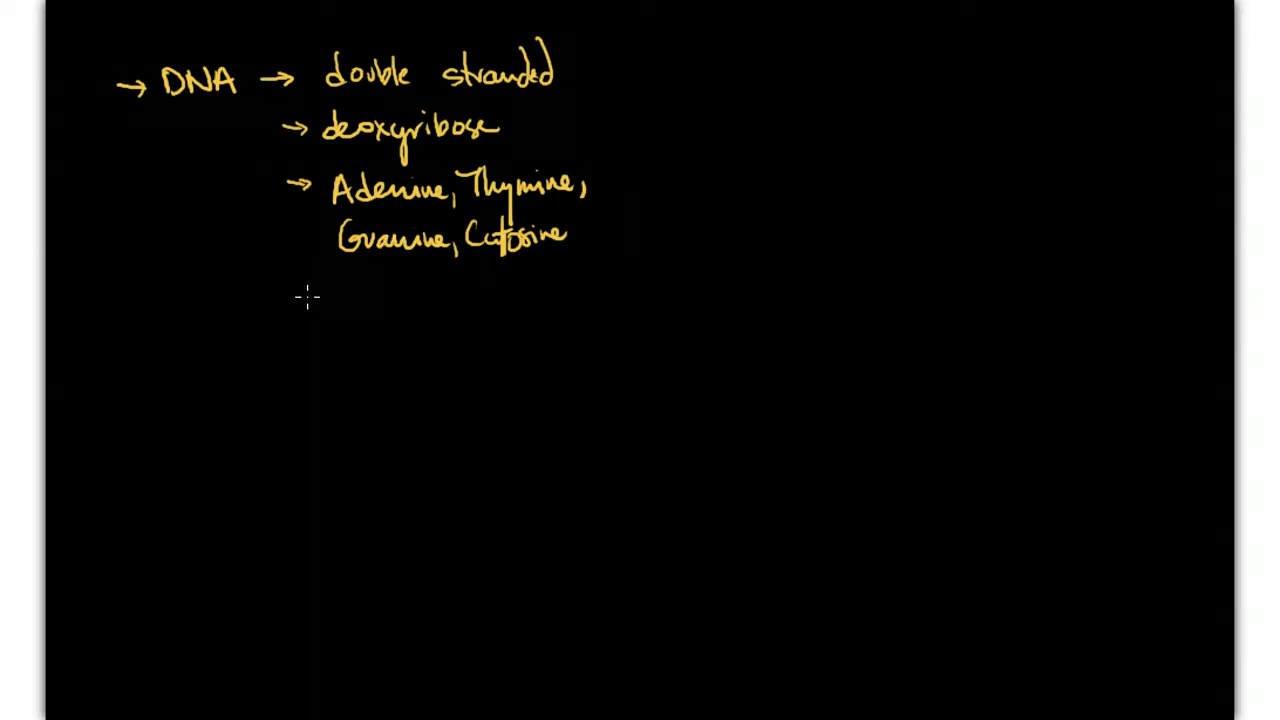 → DNA → double stranded
→ deoxyribose
→ Adenine, Thymine,
Guanine, Cytosine